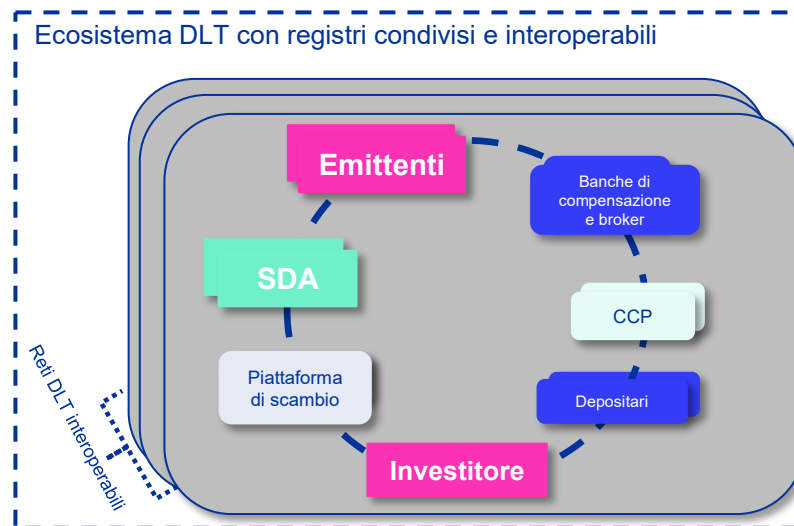 Ecosistema DLT con registri condivisi e interoperabili
Emittenti
Banche di
compensazione
e broker
SDA
CCP
Piattaforma
di scambio
Depositari
Investitore
Reti DLT interoperabili